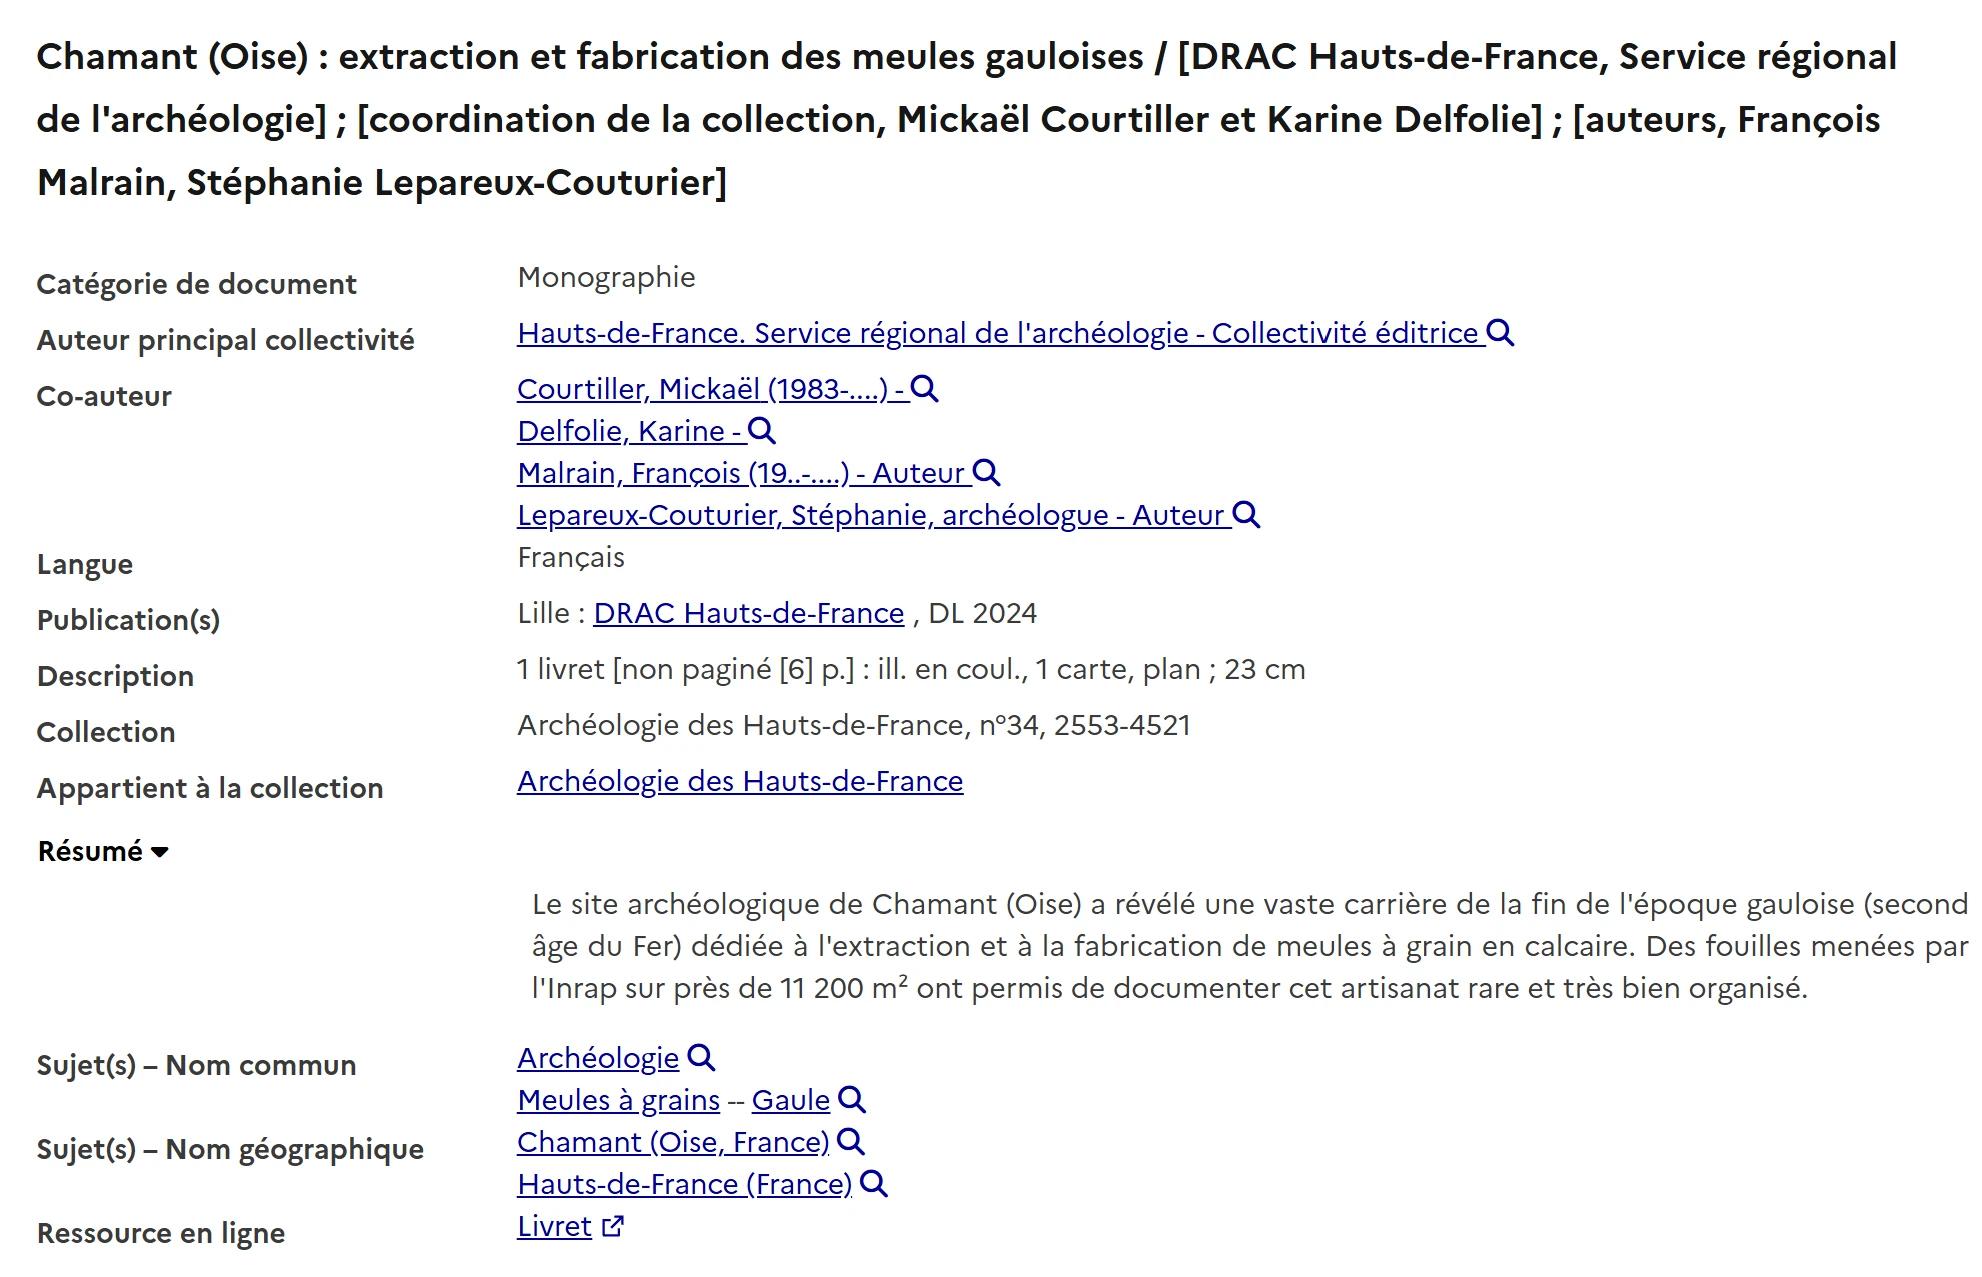 Chamant (Oise) : extraction et fabrication des meules gauloises / [DRAC Hauts-de-France, Service régional
de l'archéologie] ; [coordination de la collection, Mickaël Courtiller et Karine Delfolie] ; [auteurs, François
Malrain, Stéphanie Lepareux-Couturier]
Catégorie de document Monographie
Auteur principal collectivité Hauts-de-France. Service régional de l'archéologie - Collectivité éditrice
Co-auteur Courtiller, Mickaël (1983-....) -
Delfolie, Karine -
Malrain, François (19..-....) - Auteur
Lepareux-Couturier, Stéphanie, archéologue - Auteur
Langue Français
Publication(s) Lille : DRAC Hauts-de-France , DL 2024
Description 1 livret [non paginé [6] p.] : ill. en coul., 1 carte, plan ; 23 cm
Collection Archéologie des Hauts-de-France, n°34, 2553-4521
Appartient à la collection Archéologie des Hauts-de-France
Résumé
Le site archéologique de Chamant (Oise) a révélé une vaste carrière de la fin de l'époque gauloise (second
âge du Fer) dédiée à l'extraction et à la fabrication de meules à grain en calcaire. Des fouilles menées par
l'Inrap sur près de 11 200 m² ont permis de documenter cet artisanat rare et très bien organisé.
Sujet(s) – Nom commun Archéologie
Meules à grains -- Gaule
Sujet(s) – Nom géographique Chamant (Oise, France)
Hauts-de-France (France)
Ressource en ligne Livret